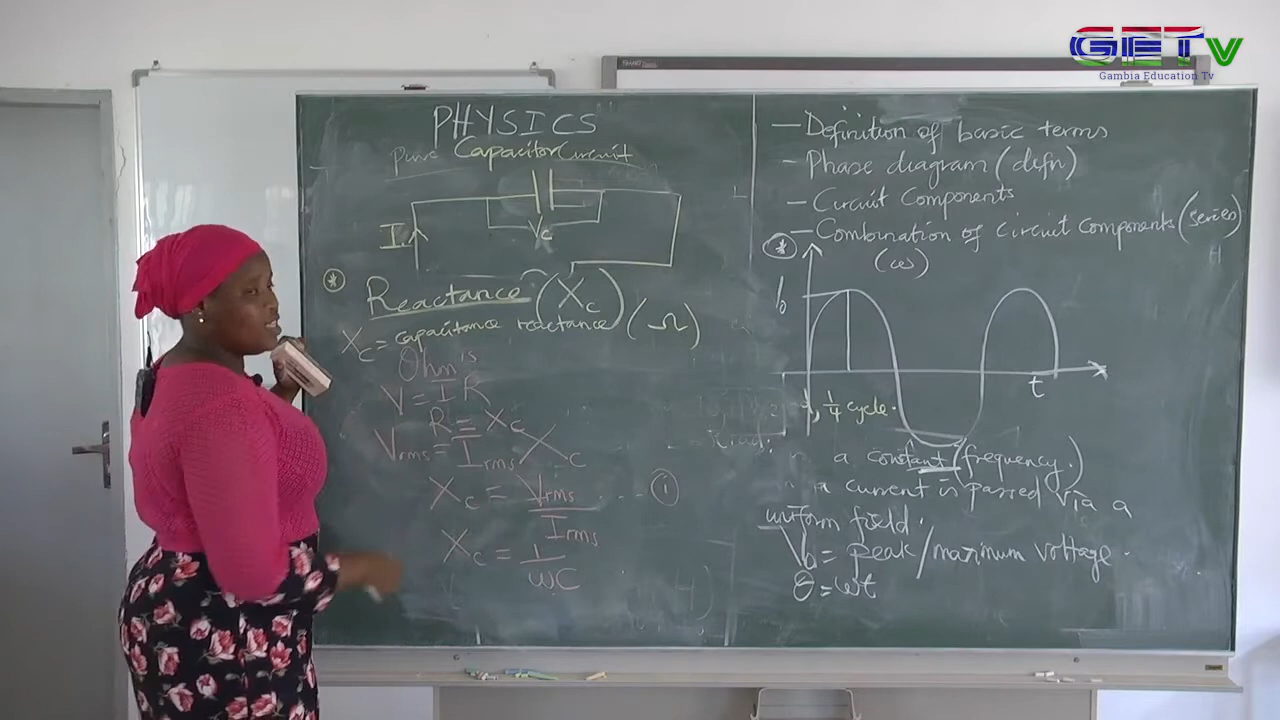 GETv
Gambia Education Tv
PHYSICS
Pure Capacitor Circuit
I
Vc
* Reactance (Xc)
Xc = capacitance reactance (Ω)
Ohm's
V = IR
R = Xc
Vrms = Irms Xc
Xc = Vrms / Irms ... (1)
Xc = 1 / ωC
— Definition of basic terms
— Phase diagram (defn)
— Circuit Components
— Combination of circuit Components (series)
* (ω)
t
1/4 cycle.
a constant (frequency.)
a current is passed via a
uniform field.
V0 = peak/maximum voltage.
θ = ωt